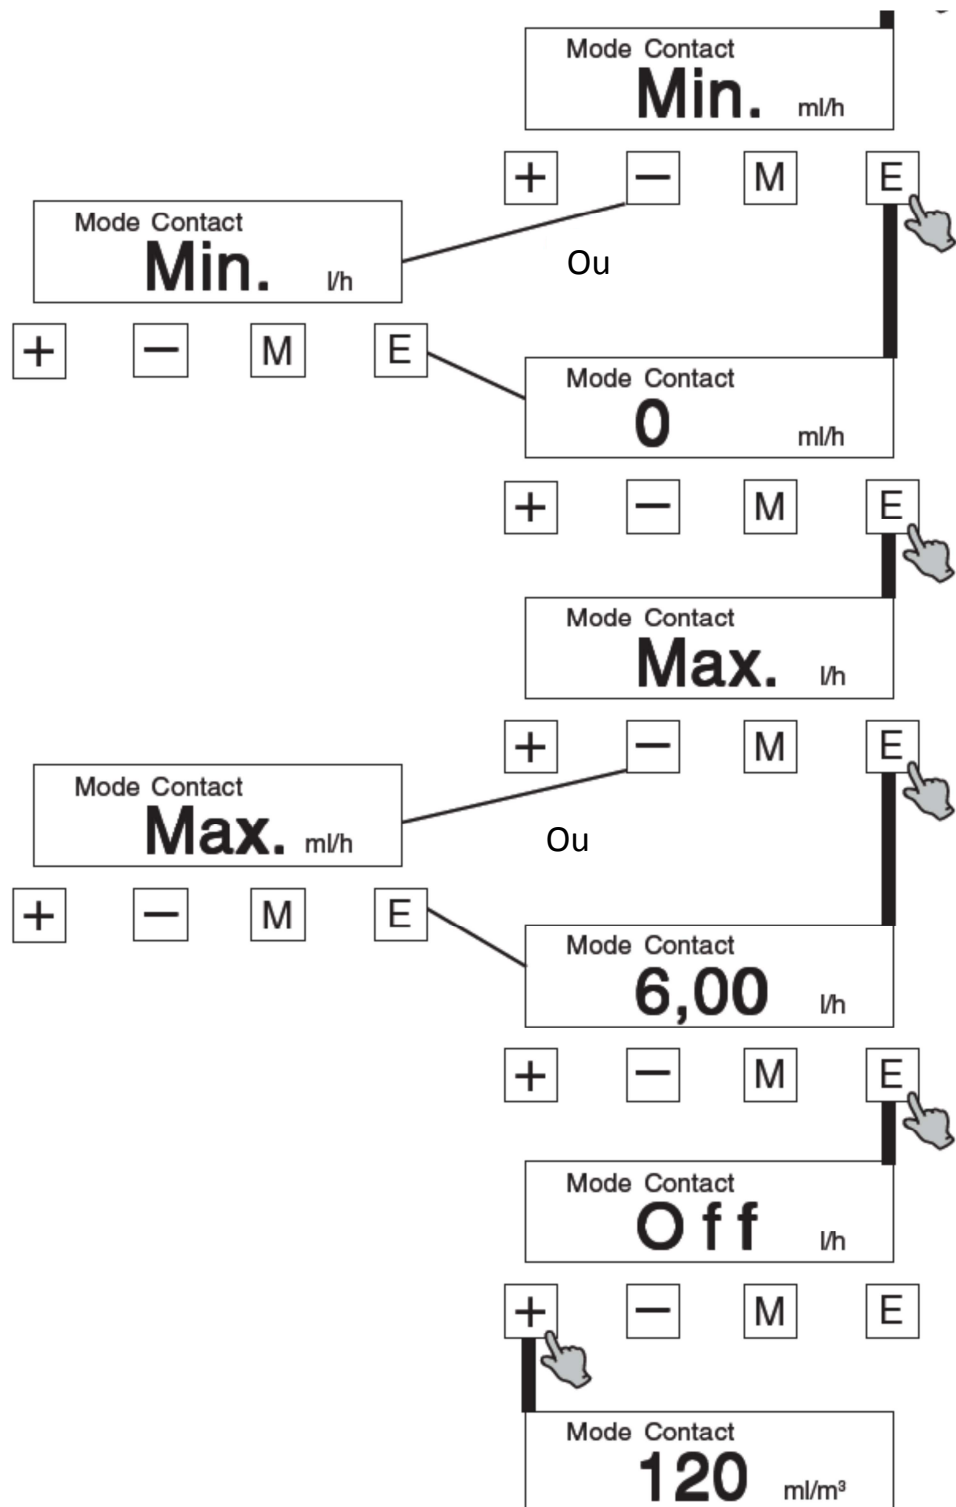 Mode Contact
Min. ml/h
+ — M E
Mode Contact
Min. l/h
Ou
+ — M E
Mode Contact
0 ml/h
+ — M E
Mode Contact
Max. l/h
+ — M E
Mode Contact
Max. ml/h
Ou
+ — M E
Mode Contact
6,00 l/h
+ — M E
Mode Contact
Off l/h
+ — M E
Mode Contact
120 ml/m³